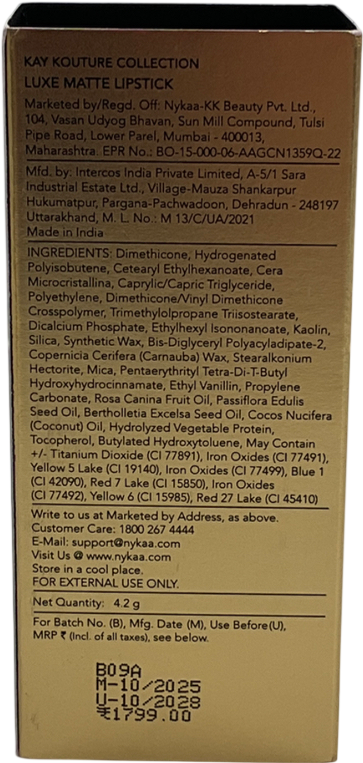 KAY KOUTURE COLLECTION
LUXE MATTE LIPSTICK
Marketed by/Regd. Off: Nykaa-KK Beauty Pvt. Ltd.,
104, Vasan Udyog Bhavan, Sun Mill Compound, Tulsi
Pipe Road, Lower Parel, Mumbai - 400013,
Maharashtra. EPR No.: BO-15-000-06-AAGCN1359Q-22
Mfd. by: Intercos India Private Limited, A-5/1 Sara
Industrial Estate Ltd., Village-Mauza Shankarpur
Hukumatpur, Pargana-Pachwadoon, Dehradun - 248197
Uttarakhand, M. L. No.: M 13/C/UA/2021
Made in India
INGREDIENTS: Dimethicone, Hydrogenated
Polyisobutene, Cetearyl Ethylhexanoate, Cera
Microcristallina, Caprylic/Capric Triglyceride,
Polyethylene, Dimethicone/Vinyl Dimethicone
Crosspolymer, Trimethylolpropane Triisostearate,
Dicalcium Phosphate, Ethylhexyl Isononanoate, Kaolin,
Silica, Synthetic Wax, Bis-Diglyceryl Polyacyladipate-2,
Copernicia Cerifera (Carnauba) Wax, Stearalkonium
Hectorite, Mica, Pentaerythrityl Tetra-Di-T-Butyl
Hydroxyhydrocinnamate, Ethyl Vanillin, Propylene
Carbonate, Rosa Canina Fruit Oil, Passiflora Edulis
Seed Oil, Bertholletia Excelsa Seed Oil, Cocos Nucifera
(Coconut) Oil, Hydrolyzed Vegetable Protein,
Tocopherol, Butylated Hydroxytoluene, May Contain
+/- Titanium Dioxide (CI 77891), Iron Oxides (CI 77491),
Yellow 5 Lake (CI 19140), Iron Oxides (CI 77499), Blue 1
(CI 42090), Red 7 Lake (CI 15850), Iron Oxides
(CI 77492), Yellow 6 (CI 15985), Red 27 Lake (CI 45410)
Write to us at Marketed by Address, as above.
Customer Care: 1800 267 4444
E-Mail: support@nykaa.com
Visit Us @ www.nykaa.com
Store in a cool place.
FOR EXTERNAL USE ONLY.
Net Quantity: 4.2 g
For Batch No. (B), Mfg. Date (M), Use Before(U),
MRP ₹ (Incl. of all taxes), see below.
B09A
M-10/2025
U-10/2028
₹1799.00